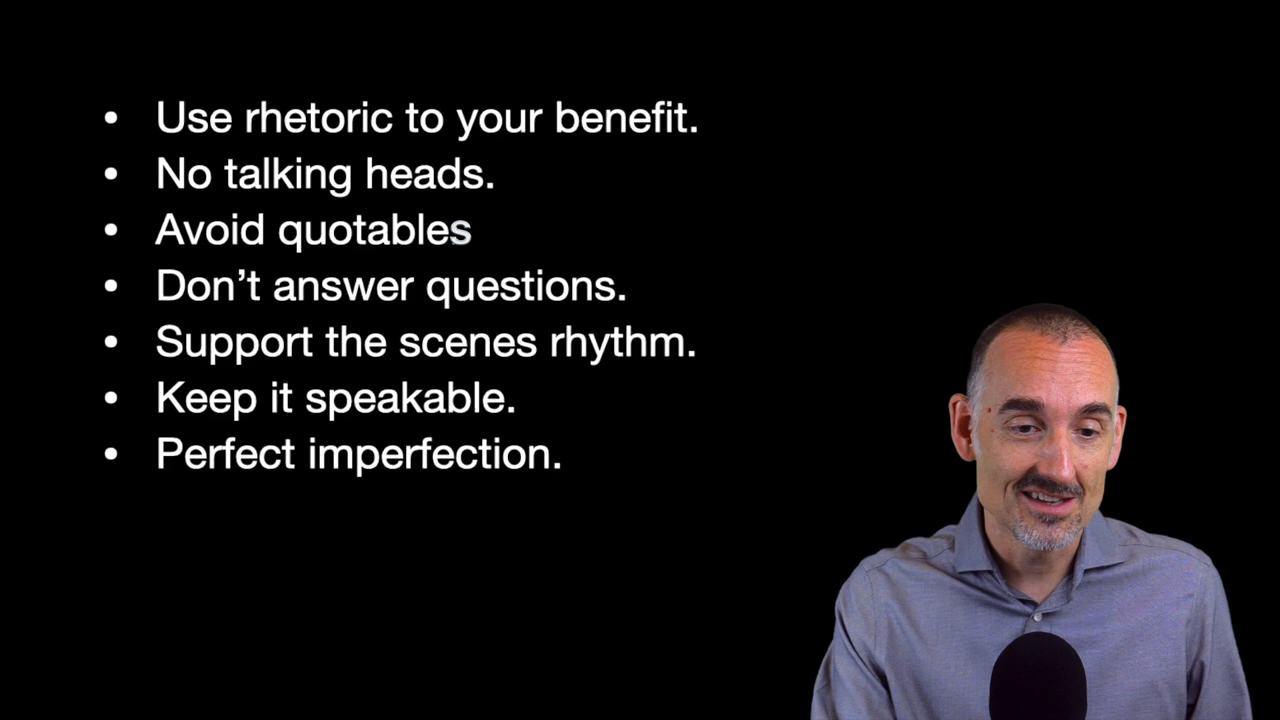 • Use rhetoric to your benefit.
• No talking heads.
• Avoid quotables
• Don’t answer questions.
• Support the scenes rhythm.
• Keep it speakable.
• Perfect imperfection.